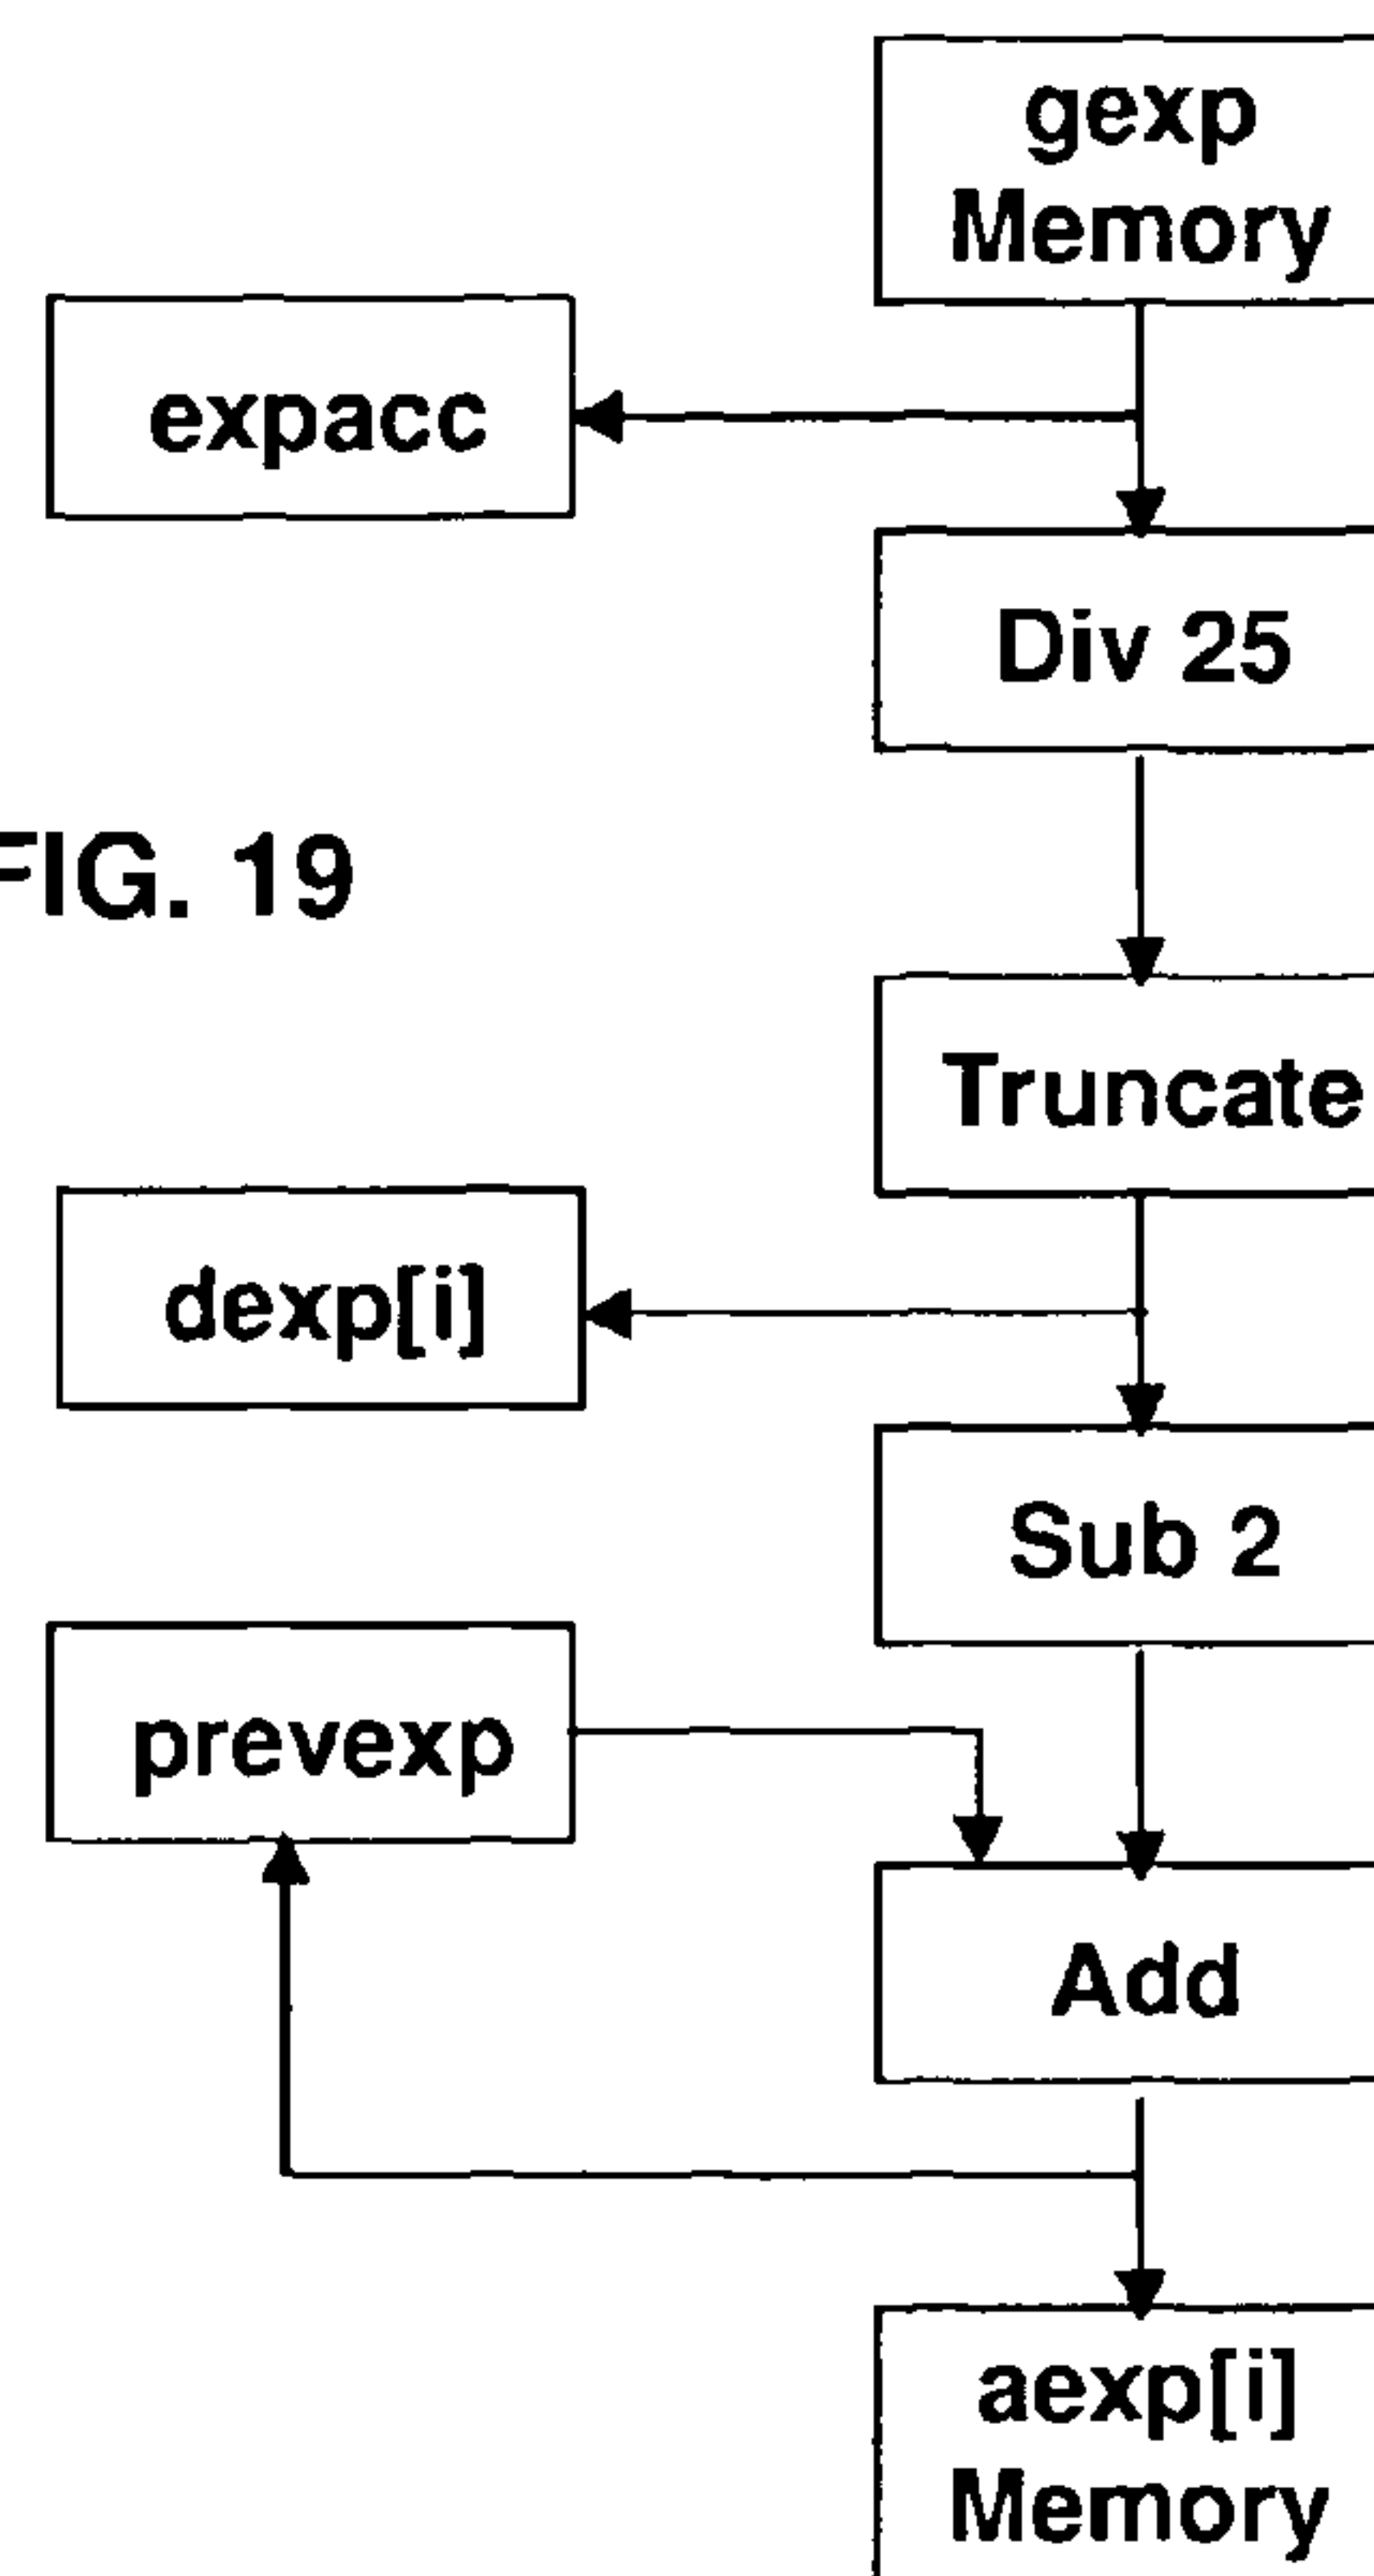 gexp
Memory
expacc
Div 25
FIG. 19
Truncate
dexp[i]
Sub 2
prevexp
Add
aexp[i]
Memory